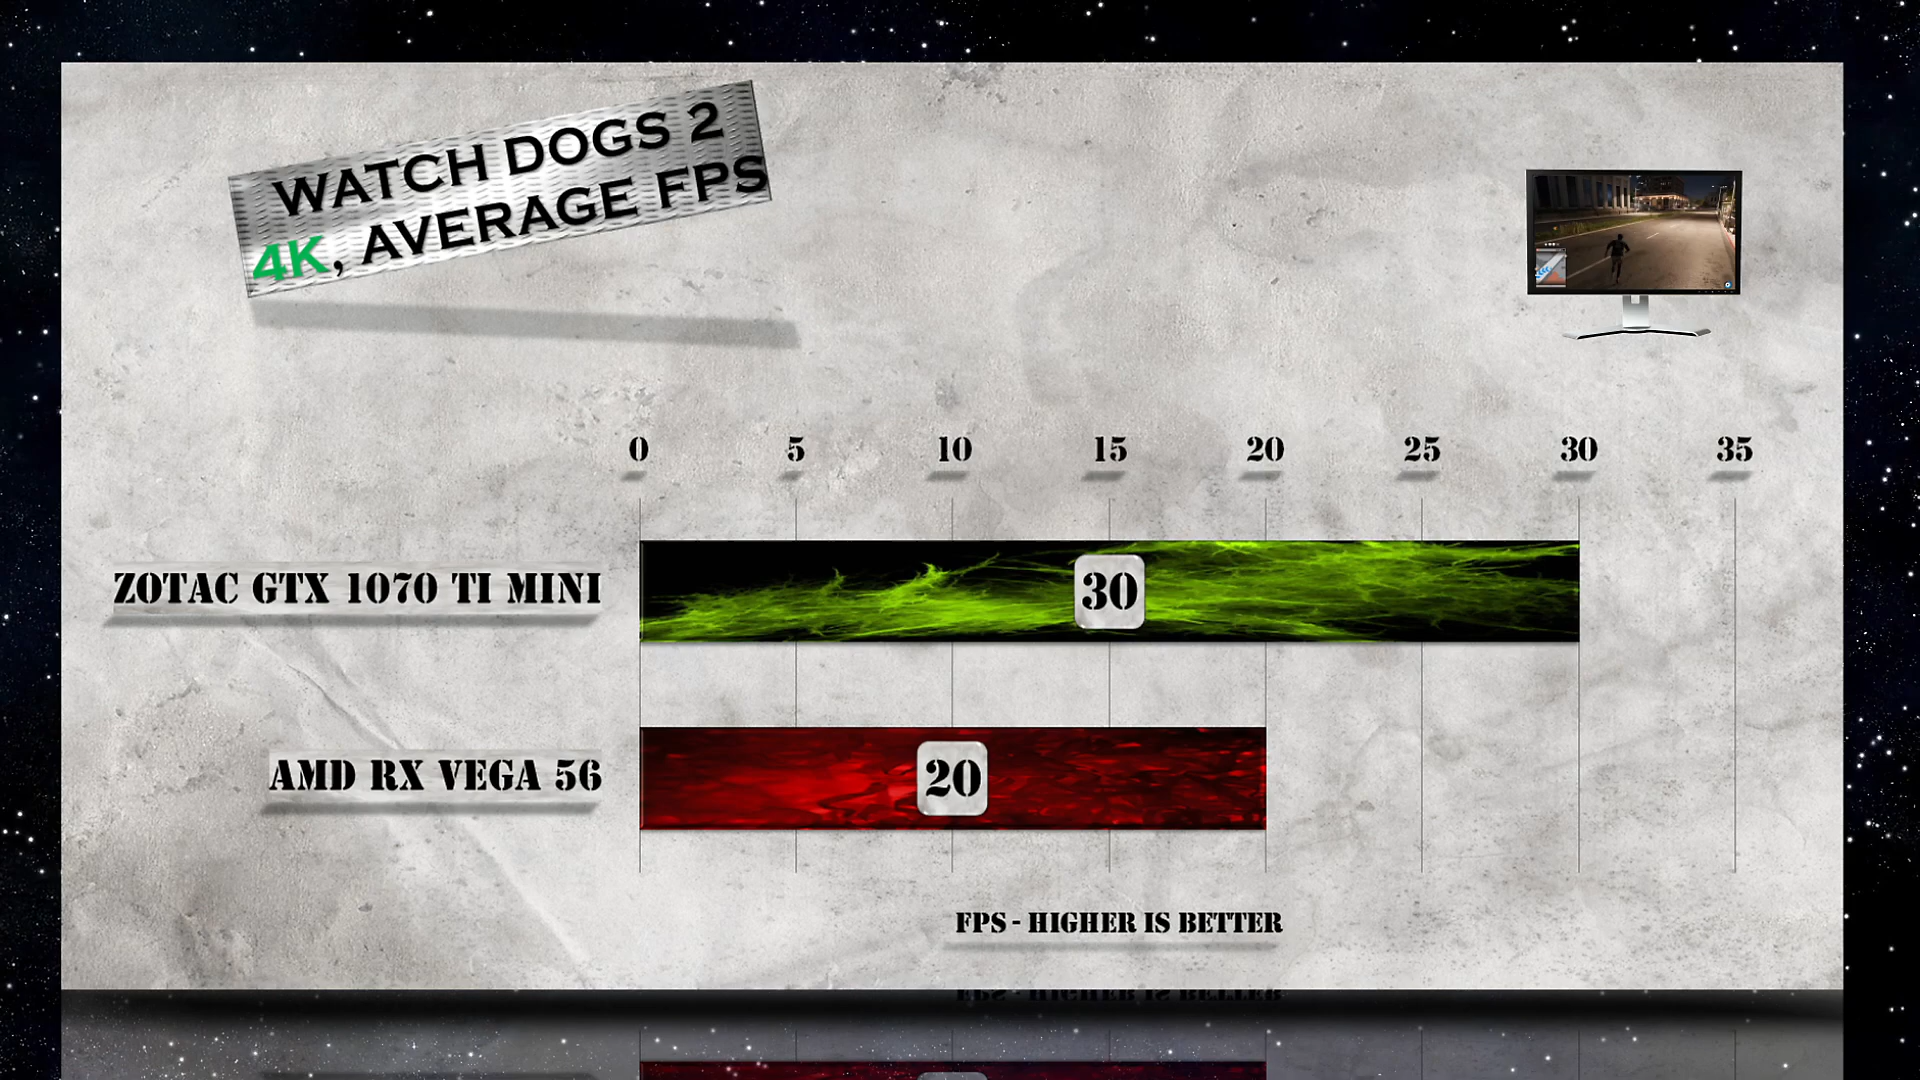 WATCH DOGS 2
4K, AVERAGE FPS
0 5 10 15 20 25 30 35
ZOTAC GTX 1070 TI MINI
30
AMD RX VEGA 56
20
FPS - HIGHER IS BETTER